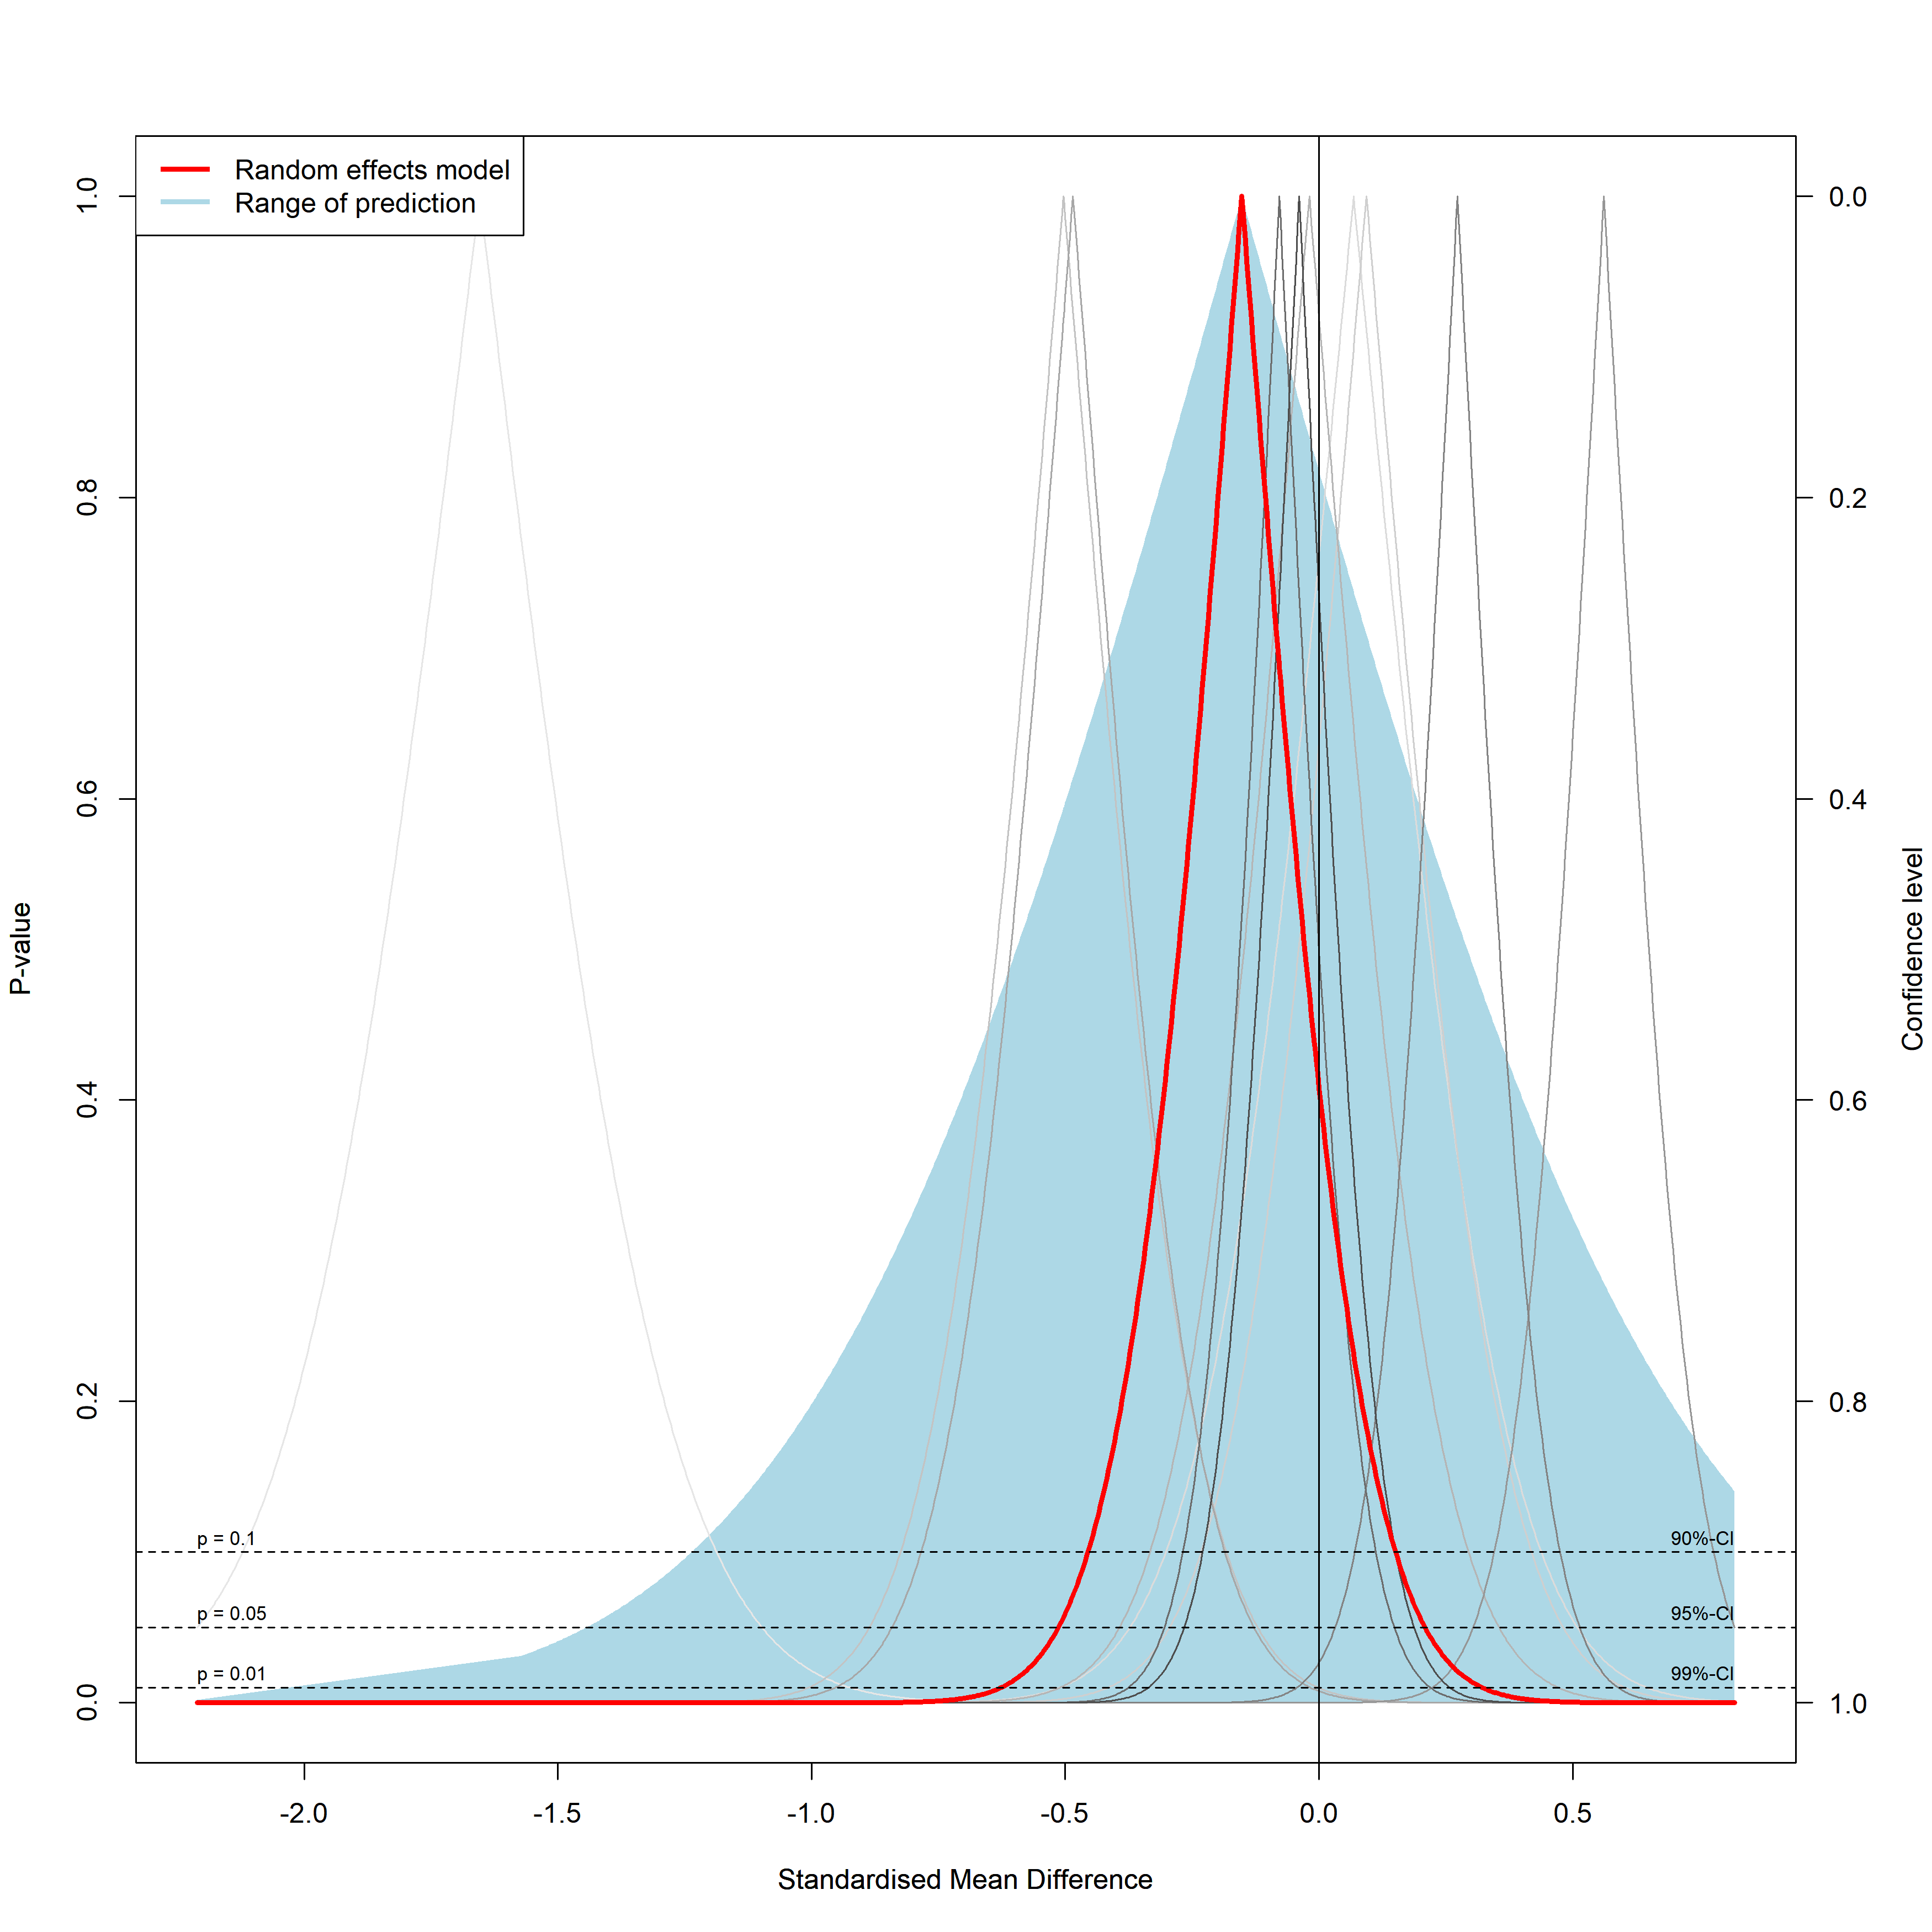 Random effects model
Range of prediction
P-value
1.0
0.8
0.6
0.4
0.2
0.0
0.0
0.2
0.4
0.6
0.8
1.0
Confidence level
p = 0.1
90%-CI
p = 0.05
95%-CI
p = 0.01
99%-CI
-2.0 -1.5 -1.0 -0.5 0.0 0.5
Standardised Mean Difference